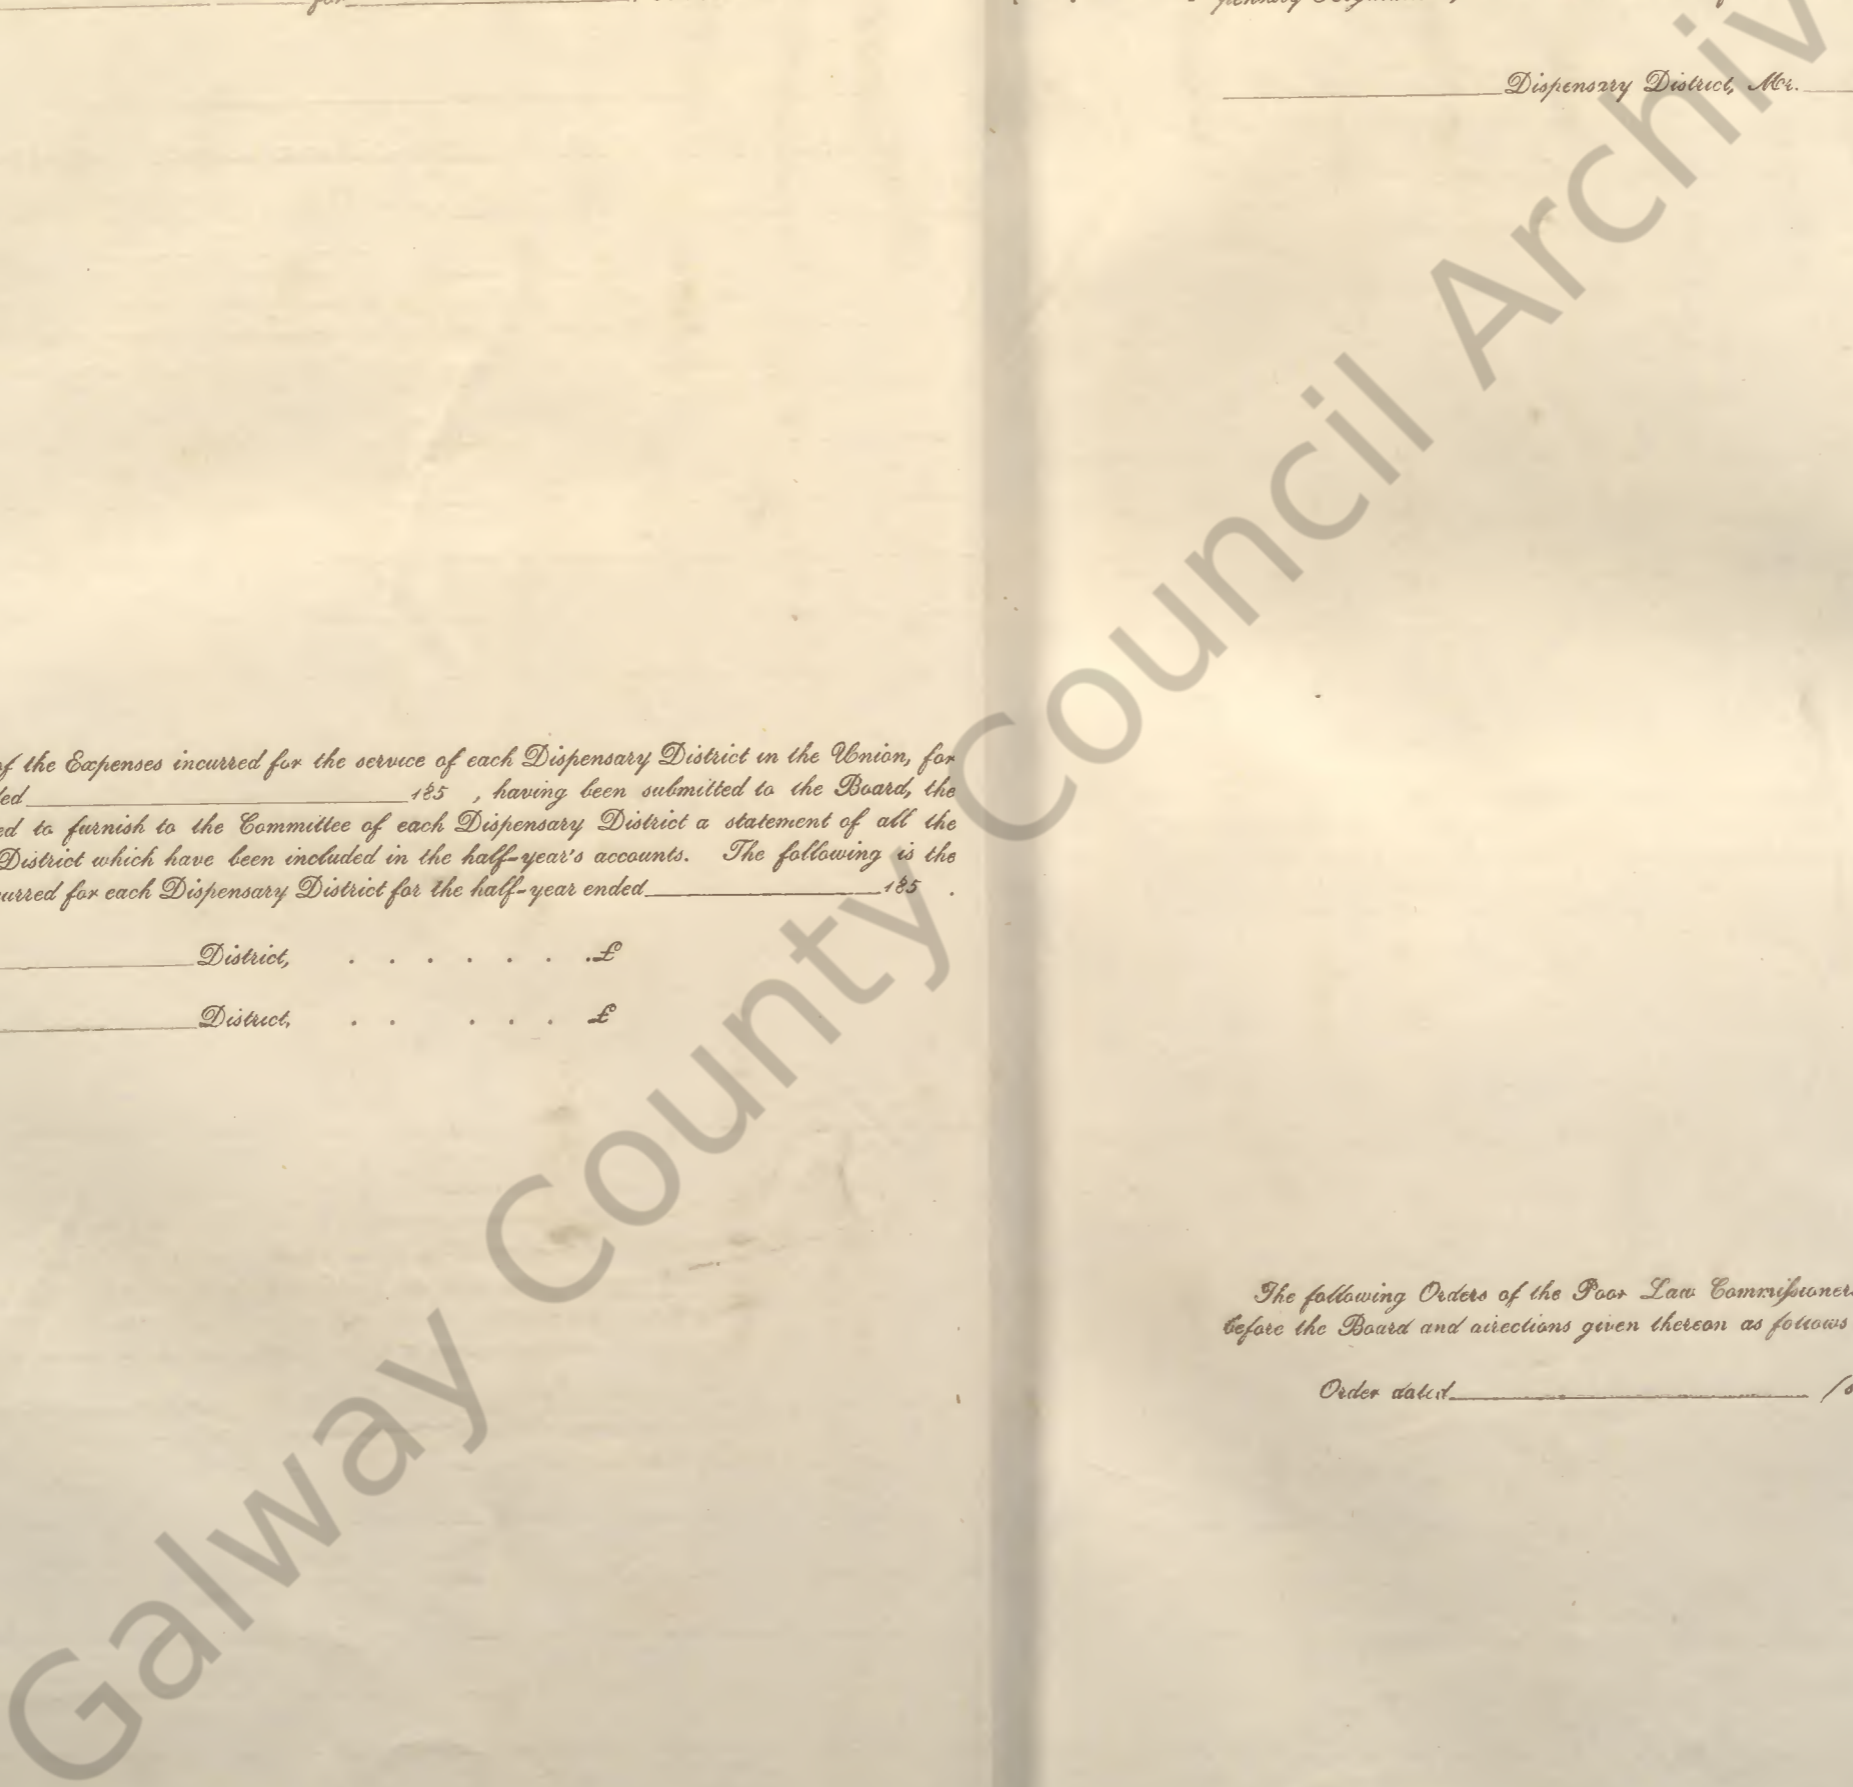 for
of the Expenses incurred for the service of each Dispensary District in the Union, for
ded 185 , having been submitted to the Board, the
ed to furnish to the Committee of each Dispensary District a statement of all the
District which have been included in the half-year's accounts. The following is the
curred for each Dispensary District for the half-year ended 185 .
District, . . . . . . . £
District, . . . . . £
Dispensary District, Mr.
The following Orders of the Poor Law Commissioners
before the Board and directions given thereon as follows
Order dated
Galway County Council Archiv